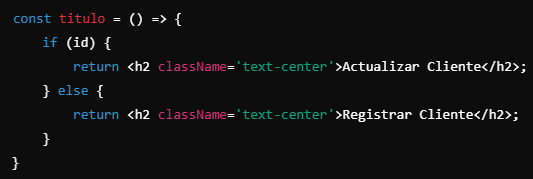 const titulo = () => {
    if (id) {
        return <h2 className='text-center'>Actualizar Cliente</h2>;
    } else {
        return <h2 className='text-center'>Registrar Cliente</h2>;
    }
}